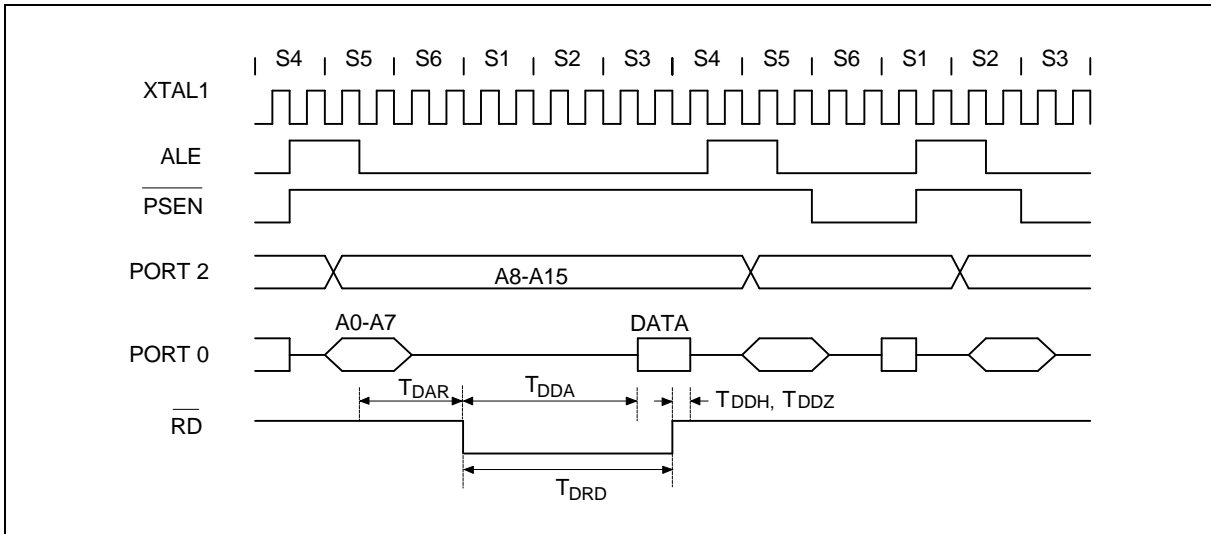 S4 S5 S6 S1 S2 S3 S4 S5 S6 S1 S2 S3
XTAL1
ALE
PSEN
PORT 2
A8-A15
A0-A7 DATA
PORT 0
TDAR TDDA TDDH, TDDZ
RD
TDRD